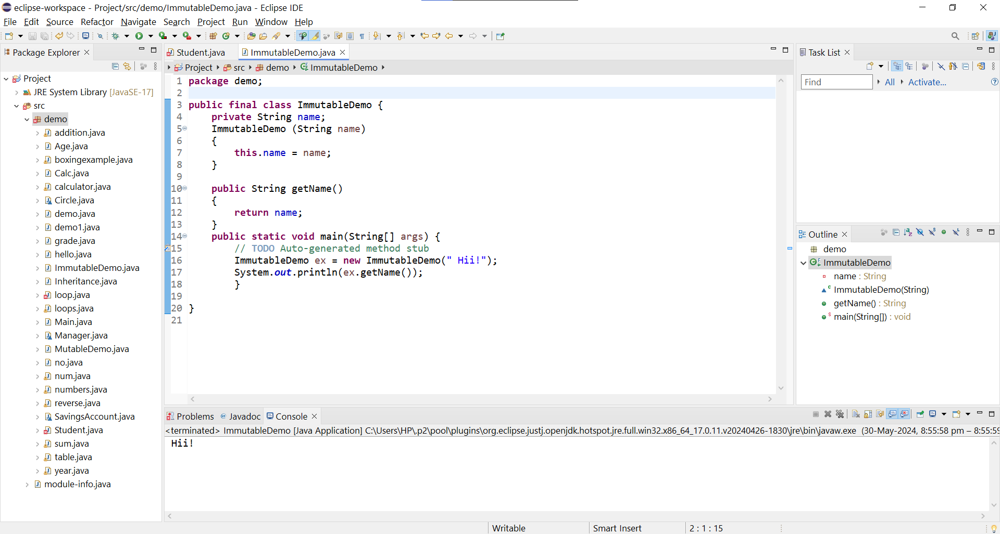 eclipse-workspace - Project/src/demo/ImmutableDemo.java - Eclipse IDE
File Edit Source Refactor Navigate Search Project Run Window Help
Package Explorer
Project
JRE System Library [JavaSE-17]
src
demo
addition.java
Age.java
boxingexample.java
Calc.java
calculator.java
Circle.java
demo.java
demo1.java
grade.java
hello.java
ImmutableDemo.java
Inheritance.java
loop.java
loops.java
Main.java
Manager.java
MutableDemo.java
no.java
num.java
numbers.java
reverse.java
SavingsAccount.java
Student.java
sum.java
table.java
year.java
module-info.java
Student.java ImmutableDemo.java
Project src demo ImmutableDemo
1 package demo;
2
3 public final class ImmutableDemo {
4     private String name;
5     ImmutableDemo (String name)
6     {
7         this.name = name;
8     }
9
10     public String getName()
11     {
12         return name;
13     }
14     public static void main(String[] args) {
15         // TODO Auto-generated method stub
16         ImmutableDemo ex = new ImmutableDemo(" Hii!");
17         System.out.println(ex.getName());
18         }
19
20 }
21
Task List
Find All Activate...
Outline
demo
ImmutableDemo
name : String
ImmutableDemo(String)
getName() : String
main(String[]) : void
Problems Javadoc Console
<terminated> ImmutableDemo [Java Application] C:\Users\HP\.p2\pool\plugins\org.eclipse.justj.openjdk.hotspot.jre.full.win32.x86_64_17.0.11.v20240426-1830\jre\bin\javaw.exe (30-May-2024, 8:55:58 pm – 8:55:59
Hii!
Writable Smart Insert 2 : 1 : 15